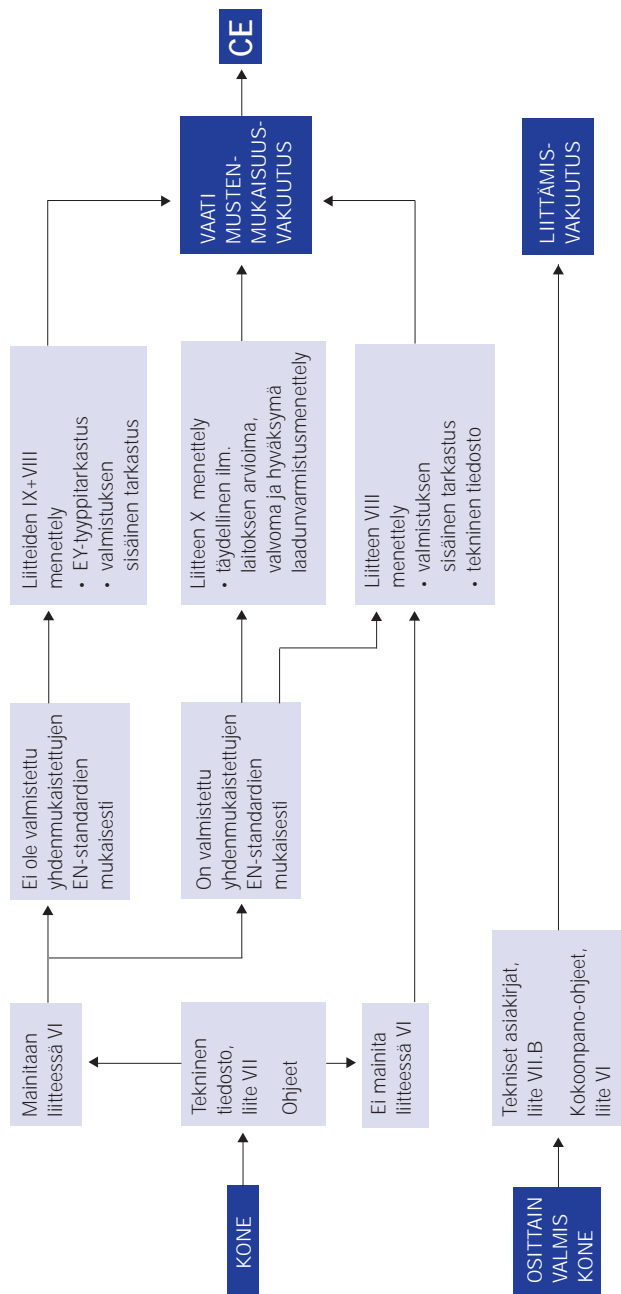 KONE
Tekninen
tiedosto,
liite VII
Ohjeet
Mainitaan
liitteessä VI
Ei mainita
liitteessä VI
Ei ole valmistettu
yhdenmukaistettujen
EN-standardien
mukaisesti
On valmistettu
yhdenmukaistettujen
EN-standardien
mukaisesti
Liitteiden IX+VIII
menettely
• EY-tyyppitarkastus
• valmistuksen
sisäinen tarkastus
Liitteen X menettely
• täydellinen ilm.
laitoksen arvioima,
valvoma ja hyväksymä
laadunvarmistusmenettely
Liitteen VIII
menettely
• valmistuksen
sisäinen tarkastus
• tekninen tiedosto
VAATI
MUSTEN-
MUKAISUUS-
VAKUUTUS
CE
OSITTAIN
VALMIS
KONE
Tekniset asiakirjat,
liite VII.B
Kokoonpano-ohjeet,
liite VI
LIITTÄMIS-
VAKUUTUS